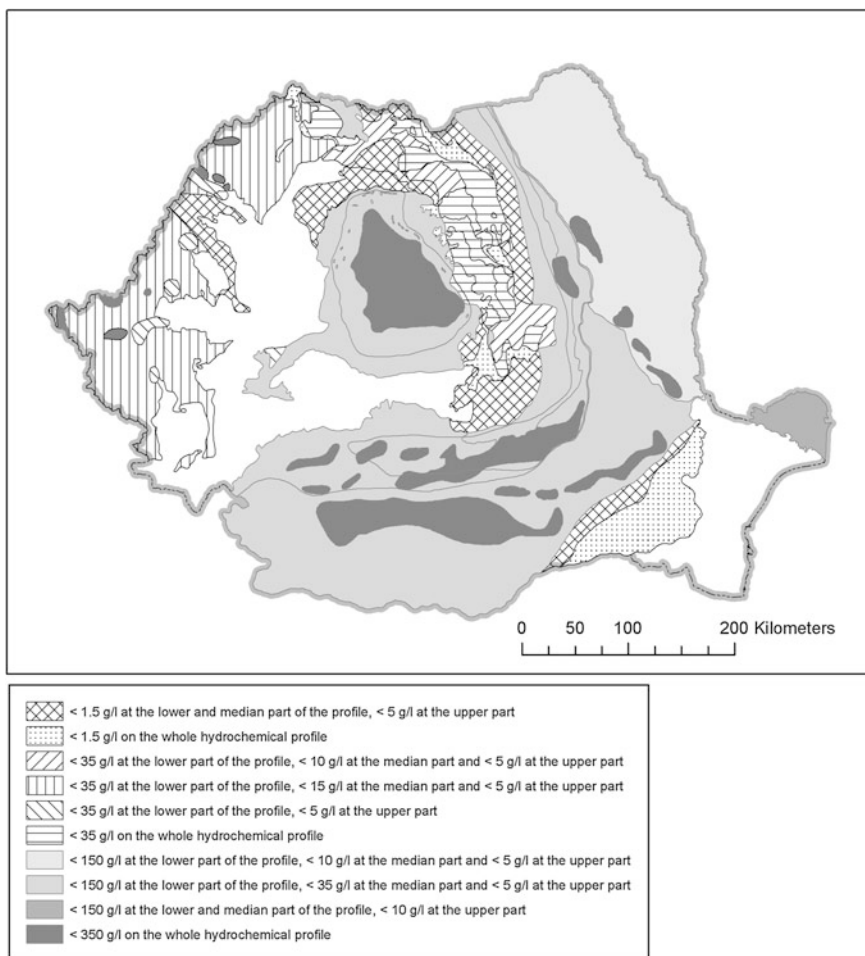 0 50 100 200 Kilometers
< 1.5 g/l at the lower and median part of the profile, < 5 g/l at the upper part
< 1.5 g/l on the whole hydrochemical profile
< 35 g/l at the lower part of the profile, < 10 g/l at the median part and < 5 g/l at the upper part
< 35 g/l at the lower part of the profile, < 15 g/l at the median part and < 5 g/l at the upper part
< 35 g/l at the lower part of the profile, < 5 g/l at the upper part
< 35 g/l on the whole hydrochemical profile
< 150 g/l at the lower part of the profile, < 10 g/l at the median part and < 5 g/l at the upper part
< 150 g/l at the lower part of the profile, < 35 g/l at the median part and < 5 g/l at the upper part
< 150 g/l at the lower and median part of the profile, < 10 g/l at the upper part
< 350 g/l on the whole hydrochemical profile